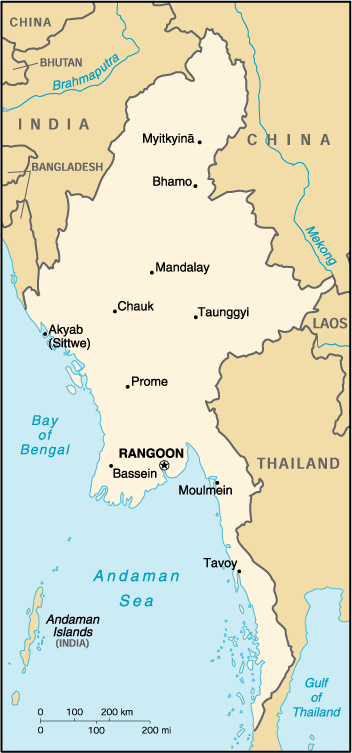 CHINA
BHUTAN
Brahmaputra
INDIA
CHINA
Myitkyinā
BANGLADESH
Bhamo
Mekong
Mandalay
Chauk
Taunggyi
LAOS
Akyab
(Sittwe)
Prome
Bay
of
Bengal
RANGOON
THAILAND
Bassein
Moulmein
Tavoy
Andaman
Sea
Andaman
Islands
(INDIA)
Gulf
of
Thailand
0 100 200 km
0 100 200 mi